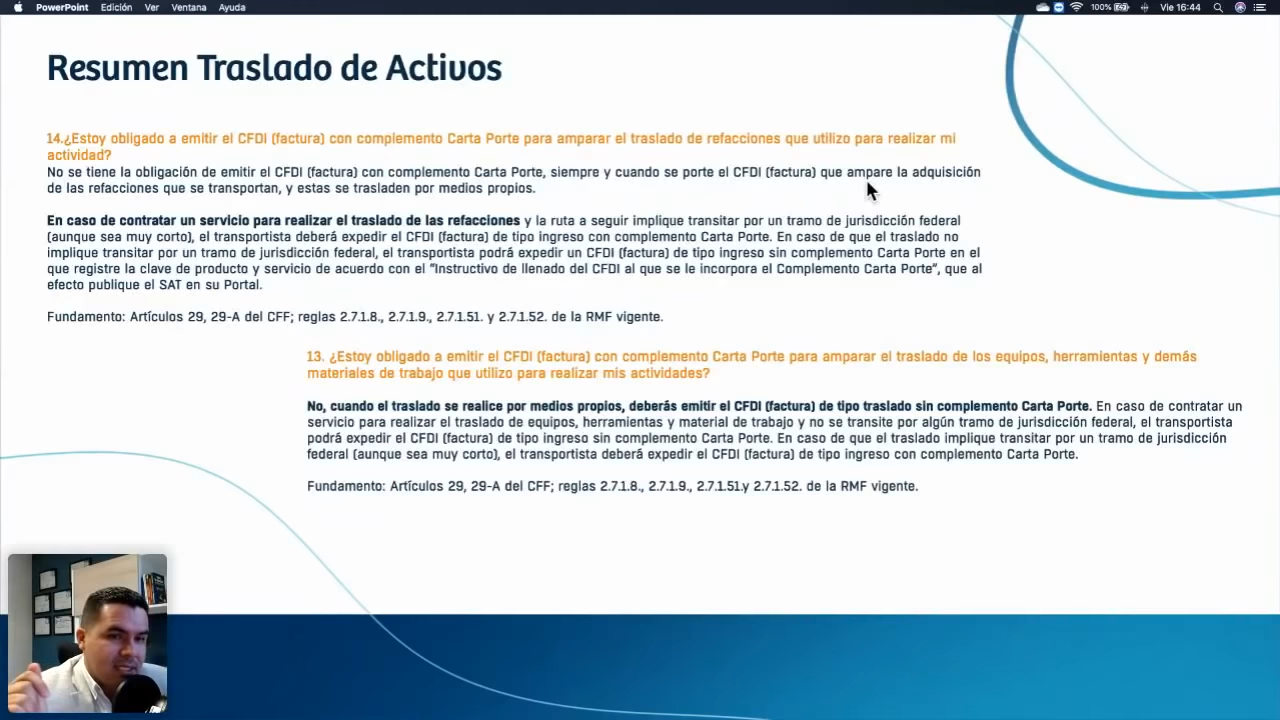 PowerPoint Edición Ver Ventana Ayuda 100% Vie 16:44
Resumen Traslado de Activos
14.¿Estoy obligado a emitir el CFDI (factura) con complemento Carta Porte para amparar el traslado de refacciones que utilizo para realizar mi
actividad?
No se tiene la obligación de emitir el CFDI (factura) con complemento Carta Porte, siempre y cuando se porte el CFDI (factura) que ampare la adquisición
de las refacciones que se transportan, y estas se trasladen por medios propios.
En caso de contratar un servicio para realizar el traslado de las refacciones y la ruta a seguir implique transitar por un tramo de jurisdicción federal
(aunque sea muy corto), el transportista deberá expedir el CFDI (factura) de tipo ingreso con complemento Carta Porte. En caso de que el traslado no
implique transitar por un tramo de jurisdicción federal, el transportista podrá expedir un CFDI (factura) de tipo ingreso sin complemento Carta Porte en el
que registre la clave de producto y servicio de acuerdo con el "Instructivo de llenado del CFDI al que se le incorpora el Complemento Carta Porte", que al
efecto publique el SAT en su Portal.
Fundamento: Artículos 29, 29-A del CFF; reglas 2.7.1.8., 2.7.1.9., 2.7.1.51. y 2.7.1.52. de la RMF vigente.
13. ¿Estoy obligado a emitir el CFDI (factura) con complemento Carta Porte para amparar el traslado de los equipos, herramientas y demás
materiales de trabajo que utilizo para realizar mis actividades?
No, cuando el traslado se realice por medios propios, deberás emitir el CFDI (factura) de tipo traslado sin complemento Carta Porte. En caso de contratar un
servicio para realizar el traslado de equipos, herramientas y material de trabajo y no se transite por algún tramo de jurisdicción federal, el transportista
podrá expedir el CFDI (factura) de tipo ingreso sin complemento Carta Porte. En caso de que el traslado implique transitar por un tramo de jurisdicción
federal (aunque sea muy corto), el transportista deberá expedir el CFDI (factura) de tipo ingreso con complemento Carta Porte.
Fundamento: Artículos 29, 29-A del CFF; reglas 2.7.1.8., 2.7.1.9., 2.7.1.51.y 2.7.1.52. de la RMF vigente.